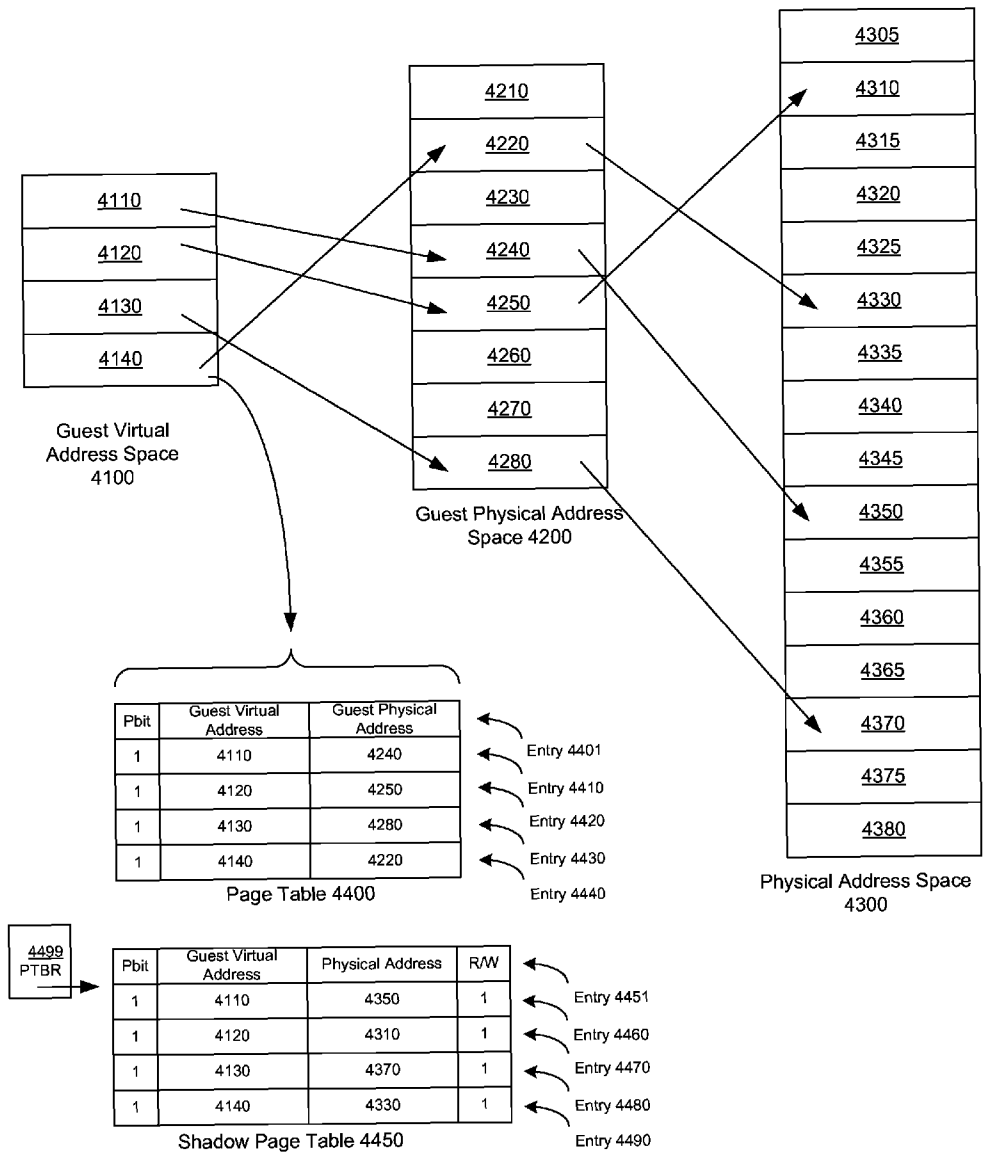 4110
4120
4130
4140
Guest Virtual
Address Space
4100
4210
4220
4230
4240
4250
4260
4270
4280
Guest Physical Address
Space 4200
4305
4310
4315
4320
4325
4330
4335
4340
4345
4350
4355
4360
4365
4370
4375
4380
Physical Address Space
4300
Pbit Guest Virtual Address Guest Physical Address
1 4110 4240
1 4120 4250
1 4130 4280
1 4140 4220
Entry 4401
Entry 4410
Entry 4420
Entry 4430
Entry 4440
Page Table 4400
4499
PTBR
Pbit Guest Virtual Address Physical Address R/W
1 4110 4350 1
1 4120 4310 1
1 4130 4370 1
1 4140 4330 1
Entry 4451
Entry 4460
Entry 4470
Entry 4480
Entry 4490
Shadow Page Table 4450